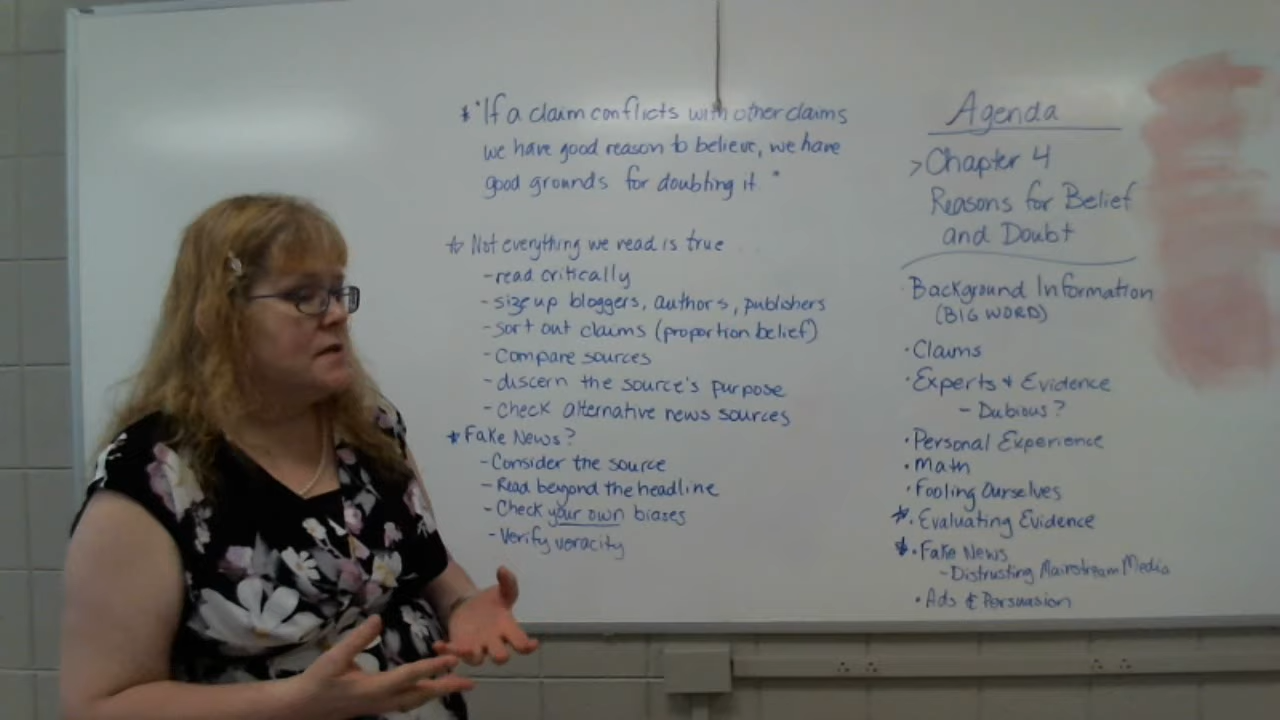 * "If a claim conflicts with other claims
we have good reason to believe, we have
good grounds for doubting it."
☆ Not everything we read is true
- read critically
- size up bloggers, authors, publishers
- sort out claims (proportion belief)
- Compare sources
- discern the source's purpose
- check alternative news sources
* Fake News?
- Consider the source
- Read beyond the headline
- Check your own biases
- Verify veracity
Agenda
> Chapter 4
Reasons for Belief
and Doubt
Background Information
(BIG WORD)
• Claims
• Experts & Evidence
- Dubious?
• Personal Experience
• Math
• Fooling Ourselves
* • Evaluating Evidence
* • Fake News
- Distrusting Mainstream Media
• Ads & Persuasion